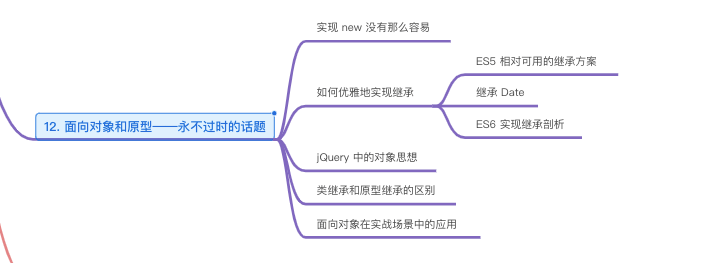 12. 面向对象和原型——永不过时的话题
实现 new 没有那么容易
如何优雅地实现继承
ES5 相对可用的继承方案
继承 Date
ES6 实现继承剖析
jQuery 中的对象思想
类继承和原型继承的区别
面向对象在实战场景中的应用